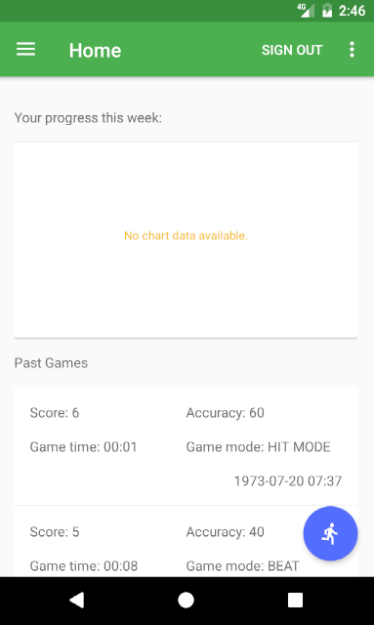 4G 2:46
Home SIGN OUT
Your progress this week:
No chart data available.
Past Games
Score: 6 Accuracy: 60
Game time: 00:01 Game mode: HIT MODE
1973-07-20 07:37
Score: 5 Accuracy: 40
Game time: 00:08 Game mode: BEAT